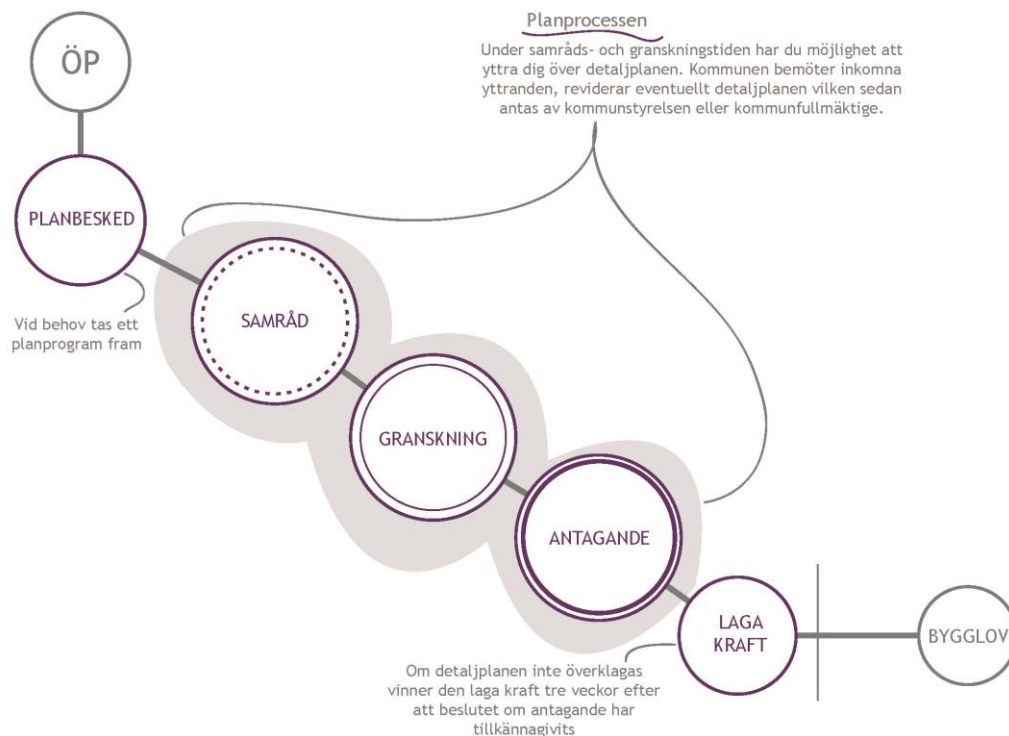 Planprocessen
Under samråds- och granskningstiden har du möjlighet att
yttra dig över detaljplanen. Kommunen bemöter inkomna
yttranden, reviderar eventuellt detaljplanen vilken sedan
antas av kommunstyrelsen eller kommunfullmäktige.
ÖP
PLANBESKED
Vid behov tas ett
planprogram fram
SAMRÅD
GRANSKNING
ANTAGANDE
LAGA
KRAFT
BYGGLOV
Om detaljplanen inte överklagas
vinner den laga kraft tre veckor efter
att beslutet om antagande har
tillkännagivits